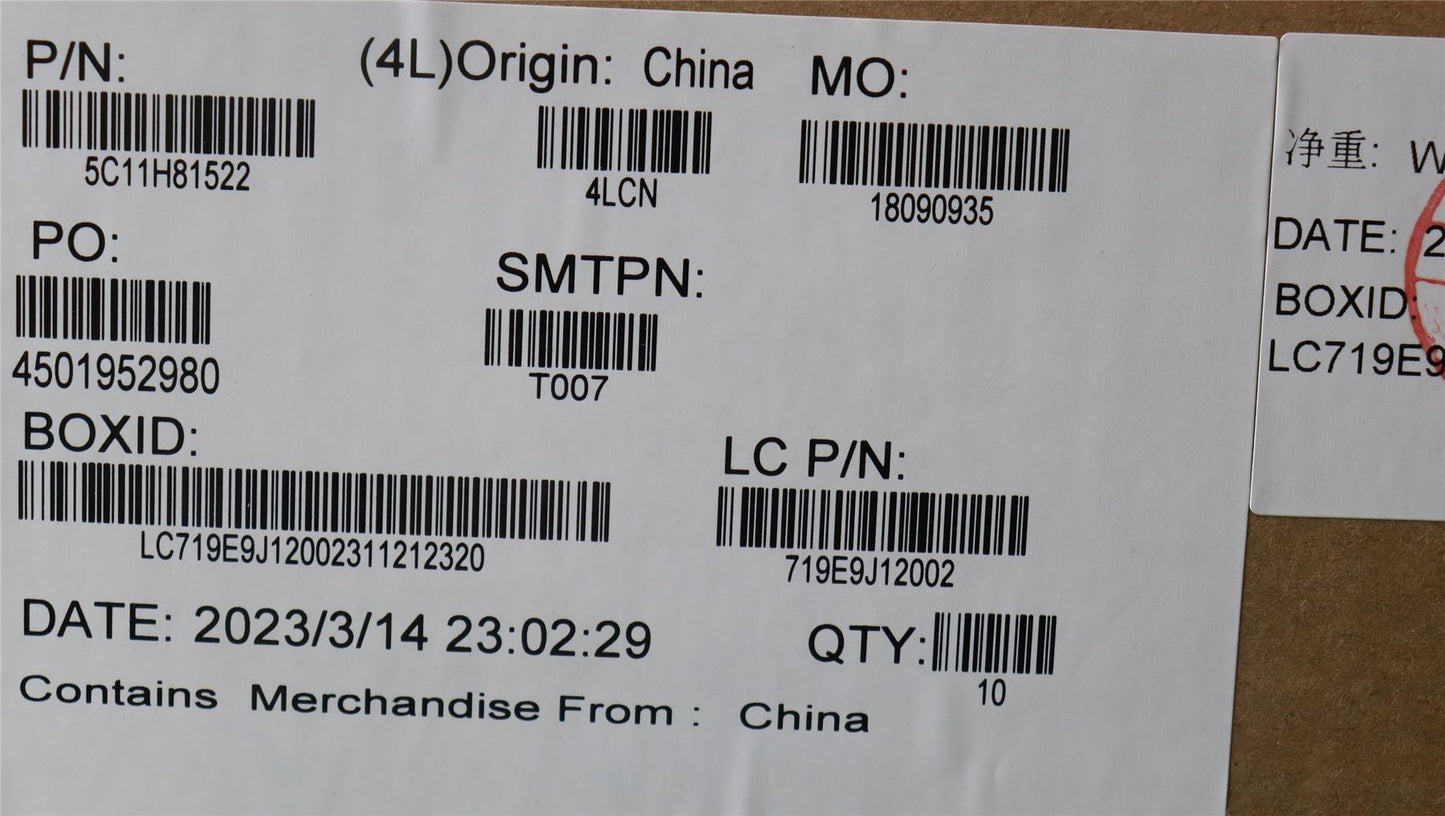 P/N:
5C11H81522
(4L)Origin: China
4LCN
MO:
18090935
PO:
4501952980
SMTPN:
T007
BOXID:
LC719E9J12002311212320
LC P/N:
719E9J12002
DATE: 2023/3/14 23:02:29
QTY:
10
Contains Merchandise From : China
净重: W
DATE: 2
BOXID:
LC719E9